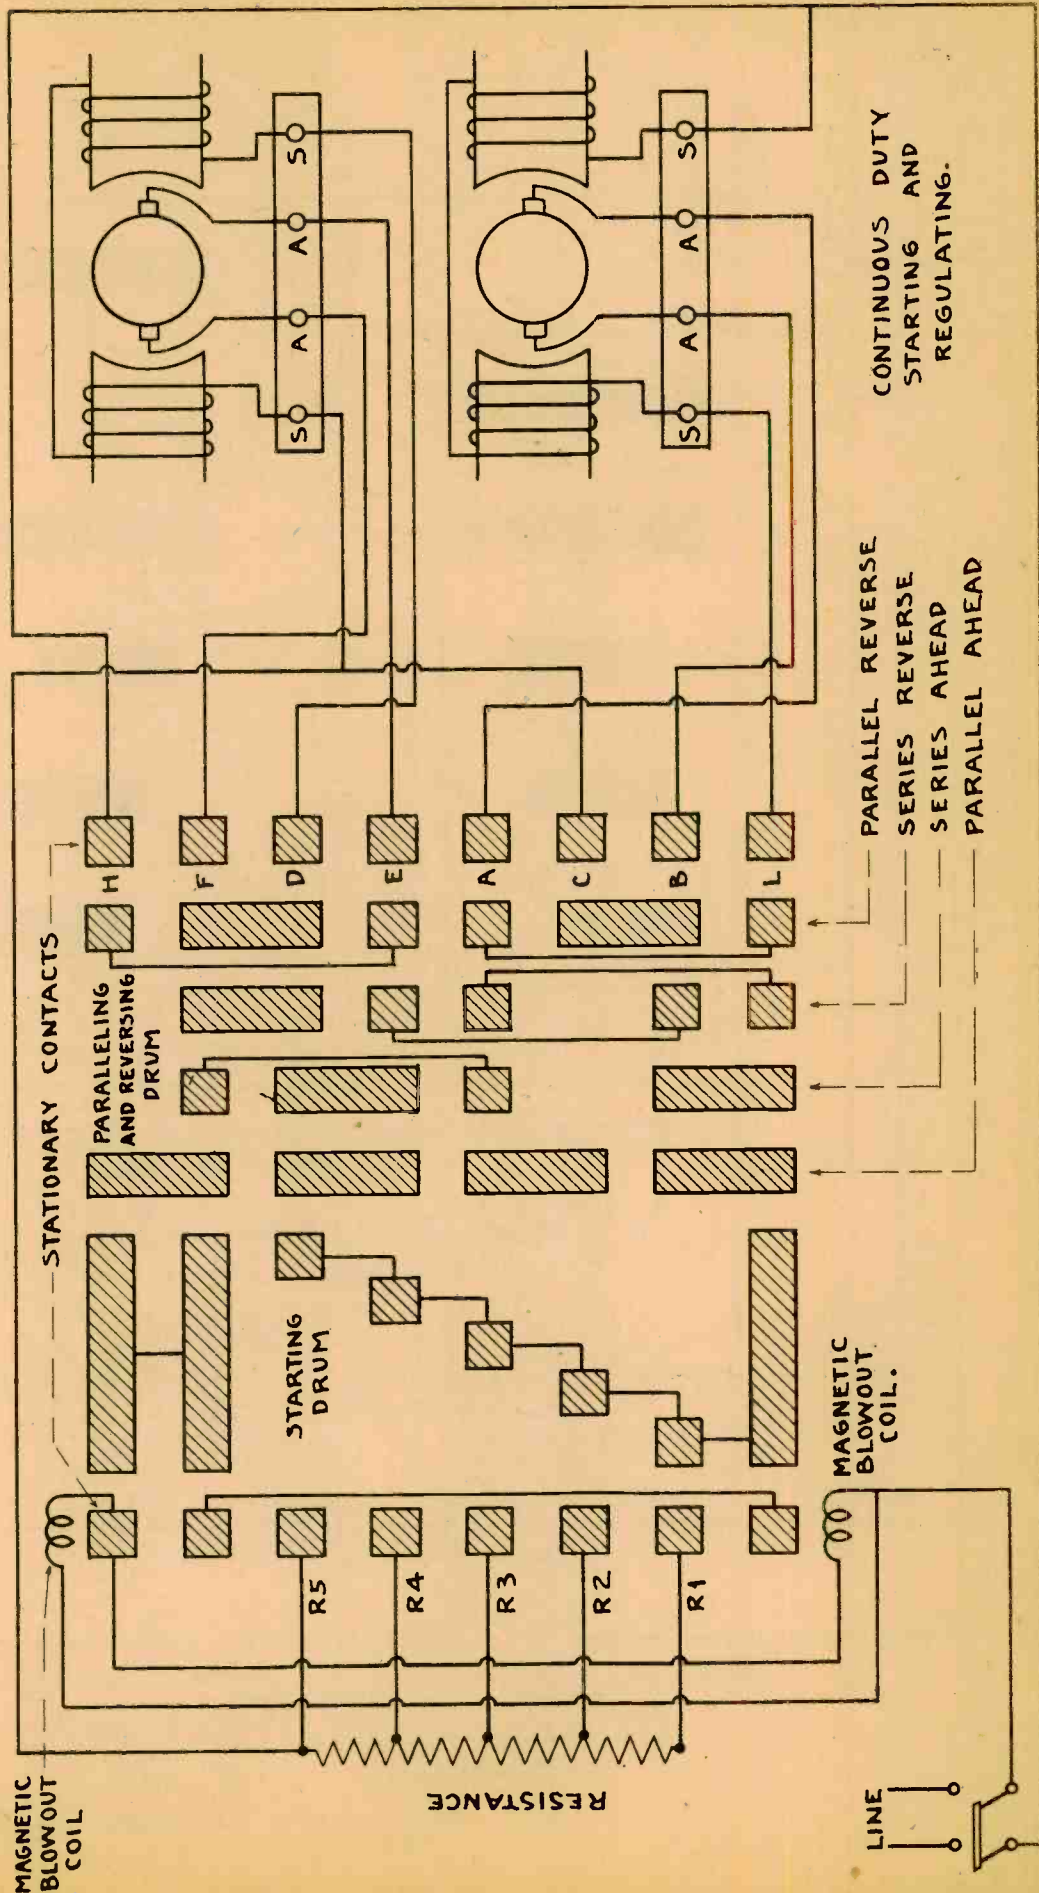 MAGNETIC
BLOWOUT
COIL
STATIONARY CONTACTS
PARALLELING
AND REVERSING
DRUM
STARTING
DRUM
MAGNETIC
BLOWOUT
COIL.
RESISTANCE
R5
R4
R3
R2
R1
H
F
D
E
A
C
B
L
S
A
A
S
S
A
A
S
PARALLEL REVERSE
SERIES REVERSE
SERIES AHEAD
PARALLEL AHEAD
CONTINUOUS DUTY
STARTING AND
REGULATING.
LINE